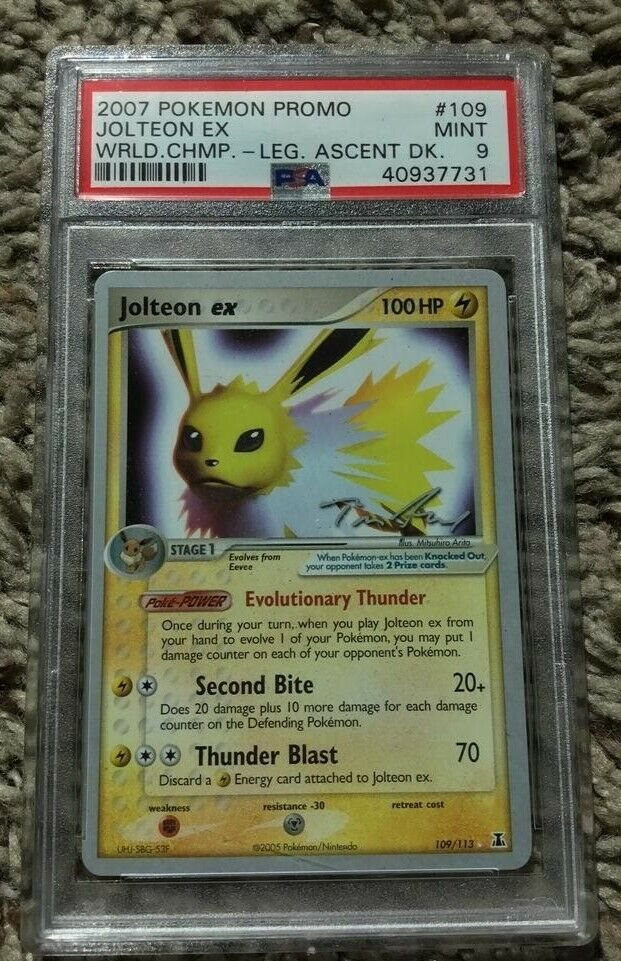 2007 POKEMON PROMO #109
JOLTEON EX MINT
WRLD.CHMP. -LEG. ASCENT DK. 9
PSA 40937731
Jolteon ex 100 HP
Illus. Mitsuhiro Arita
STAGE 1 Evolves from
Eevee
When Pokémon-ex has been Knocked Out,
your opponent takes 2 Prize cards.
Poké-POWER Evolutionary Thunder
Once during your turn, when you play Jolteon ex from
your hand to evolve 1 of your Pokémon, you may put 1
damage counter on each of your opponent's Pokémon.
Second Bite 20+
Does 20 damage plus 10 more damage for each damage
counter on the Defending Pokémon.
Thunder Blast 70
Discard a Energy card attached to Jolteon ex.
weakness resistance -30 retreat cost
©2005 Pokémon/Nintendo 109/113